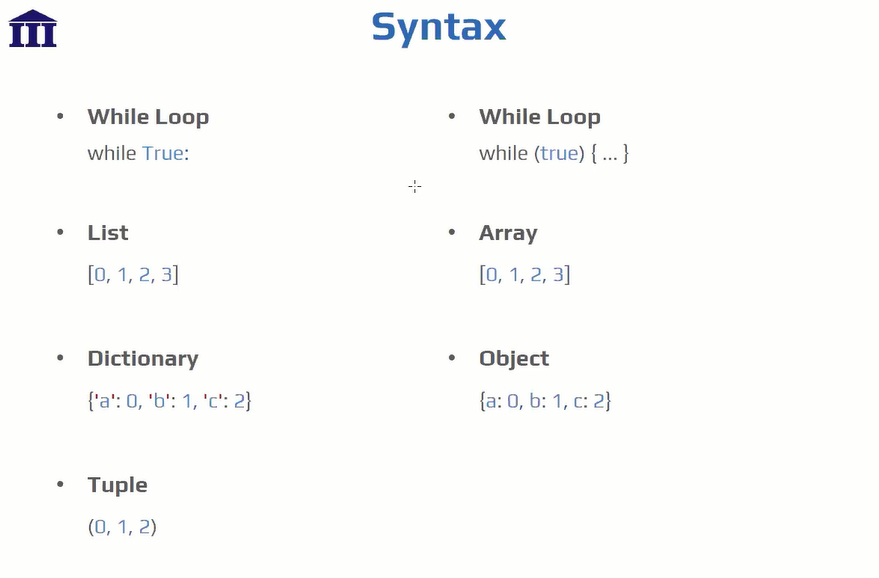 Syntax
• While Loop
while True:
• List
[0, 1, 2, 3]
• Dictionary
{'a': 0, 'b': 1, 'c': 2}
• Tuple
(0, 1, 2)
• While Loop
while (true) { ... }
• Array
[0, 1, 2, 3]
• Object
{a: 0, b: 1, c: 2}